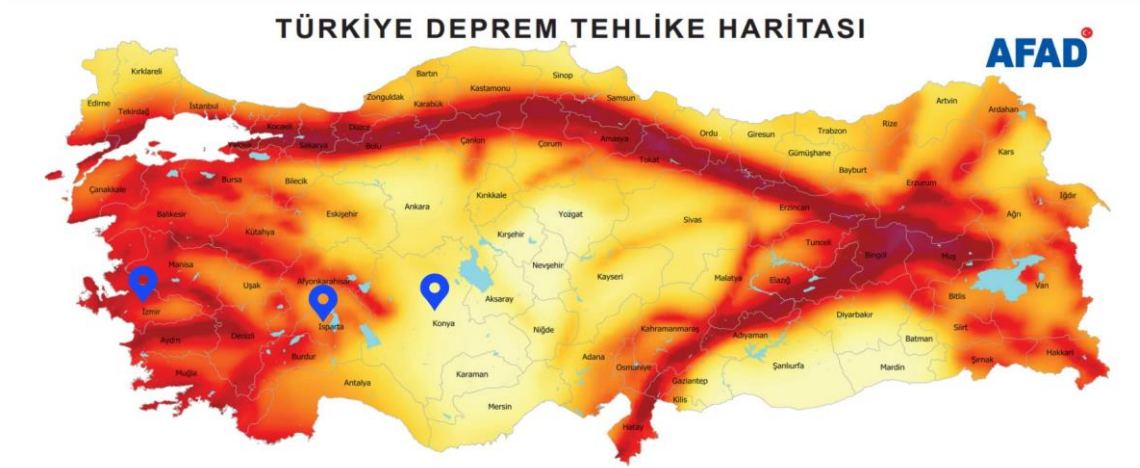 TÜRKİYE DEPREM TEHLİKE HARİTASI
AFAD
Kırklareli
Edirne
Tekirdağ
İstanbul
Kocaeli
Yalova
Sakarya
Düzce
Bolu
Zonguldak
Bartın
Karabük
Kastamonu
Sinop
Samsun
Çankırı
Çorum
Amasya
Tokat
Ordu
Giresun
Trabzon
Rize
Artvin
Ardahan
Kars
Gümüşhane
Bayburt
Erzurum
Erzincan
Iğdır
Ağrı
Çanakkale
Balıkesir
Bursa
Bilecik
Eskişehir
Kütahya
Ankara
Kırıkkale
Yozgat
Kırşehir
Sivas
Tunceli
Bingöl
Muş
Manisa
İzmir
Uşak
Afyonkarahisar
Isparta
Konya
Aksaray
Nevşehir
Niğde
Kayseri
Malatya
Elazığ
Bitlis
Van
Aydın
Denizli
Burdur
Muğla
Antalya
Karaman
Mersin
Adana
Kahramanmaraş
Osmaniye
Gaziantep
Kilis
Hatay
Adıyaman
Şanlıurfa
Diyarbakır
Batman
Mardin
Siirt
Şırnak
Hakkari